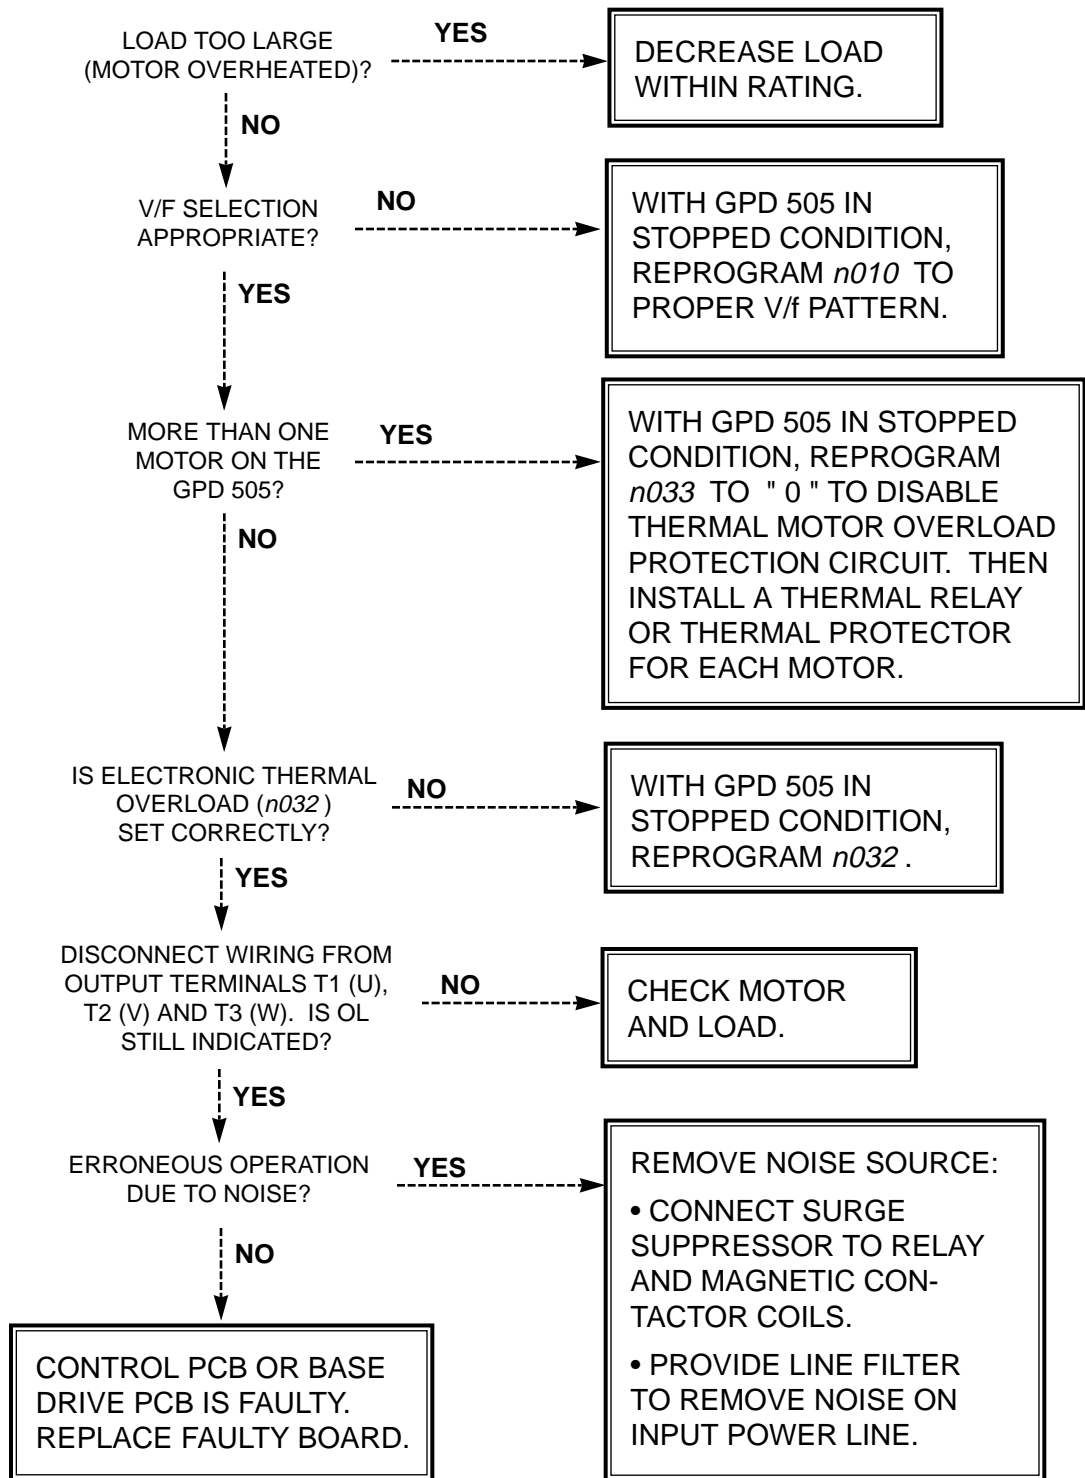 LOAD TOO LARGE
(MOTOR OVERHEATED)?
YES
DECREASE LOAD
WITHIN RATING.
NO
V/F SELECTION
APPROPRIATE?
NO
WITH GPD 505 IN
STOPPED CONDITION,
REPROGRAM n010 TO
PROPER V/f PATTERN.
YES
MORE THAN ONE
MOTOR ON THE
GPD 505?
YES
WITH GPD 505 IN STOPPED
CONDITION, REPROGRAM
n033 TO " 0 " TO DISABLE
THERMAL MOTOR OVERLOAD
PROTECTION CIRCUIT. THEN
INSTALL A THERMAL RELAY
OR THERMAL PROTECTOR
FOR EACH MOTOR.
NO
IS ELECTRONIC THERMAL
OVERLOAD (n032 )
SET CORRECTLY?
NO
WITH GPD 505 IN
STOPPED CONDITION,
REPROGRAM n032 .
YES
DISCONNECT WIRING FROM
OUTPUT TERMINALS T1 (U),
T2 (V) AND T3 (W). IS OL
STILL INDICATED?
NO
CHECK MOTOR
AND LOAD.
YES
ERRONEOUS OPERATION
DUE TO NOISE?
YES
REMOVE NOISE SOURCE:
• CONNECT SURGE
SUPPRESSOR TO RELAY
AND MAGNETIC CON-
TACTOR COILS.
• PROVIDE LINE FILTER
TO REMOVE NOISE ON
INPUT POWER LINE.
NO
CONTROL PCB OR BASE
DRIVE PCB IS FAULTY.
REPLACE FAULTY BOARD.